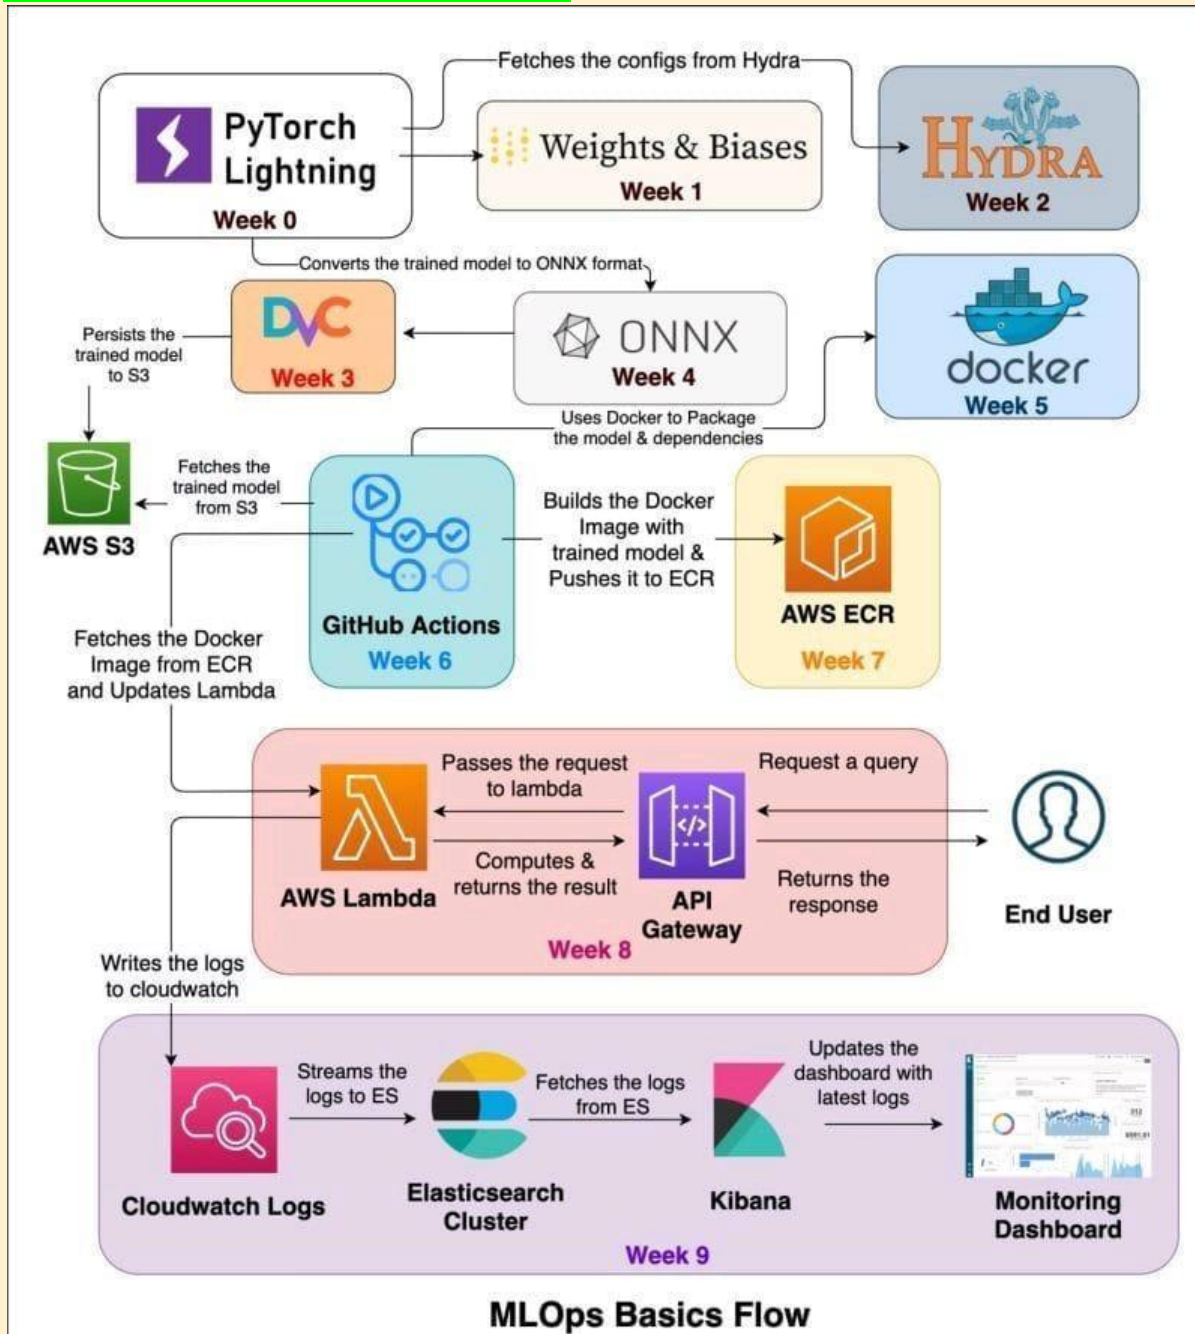 Fetches the configs from Hydra
PyTorch
Lightning
Week 0
Weights & Biases
Week 1
HYDRA
Week 2
Converts the trained model to ONNX format
DVC
Week 3
ONNX
Week 4
docker
Week 5
Persists the
trained model
to S3
Uses Docker to Package
the model & dependencies
AWS S3
Fetches the
trained model
from S3
GitHub Actions
Week 6
Builds the Docker
Image with
trained model &
Pushes it to ECR
AWS ECR
Week 7
Fetches the Docker
Image from ECR
and Updates Lambda
Passes the request
to lambda
Request a query
</>
Computes &
returns the result
Returns the
response
AWS Lambda
API
Gateway
End User
Week 8
Writes the logs
to cloudwatch
Streams the
logs to ES
Fetches the logs
from ES
Updates the
dashboard with
latest logs
Cloudwatch Logs
Elasticsearch
Cluster
Kibana
Monitoring
Dashboard
Week 9
MLOps Basics Flow